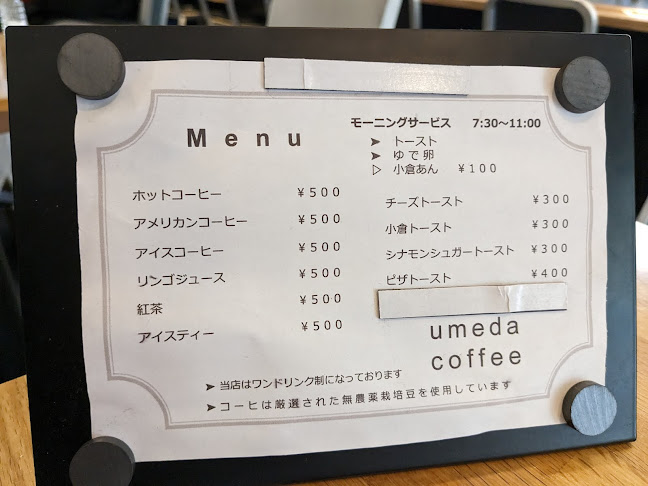 Menu
ホットコーヒー ¥500
アメリカンコーヒー ¥500
アイスコーヒー ¥500
リンゴジュース ¥500
紅茶 ¥500
アイスティー ¥500
モーニングサービス 7:30～11:00
➤ トースト
➤ ゆで卵
▷ 小倉あん ¥100
チーズトースト ¥300
小倉トースト ¥300
シナモンシュガートースト ¥300
ピザトースト ¥400
umeda
coffee
➤ 当店はワンドリンク制になっております
➤ コーヒは厳選された無農薬栽培豆を使用しています